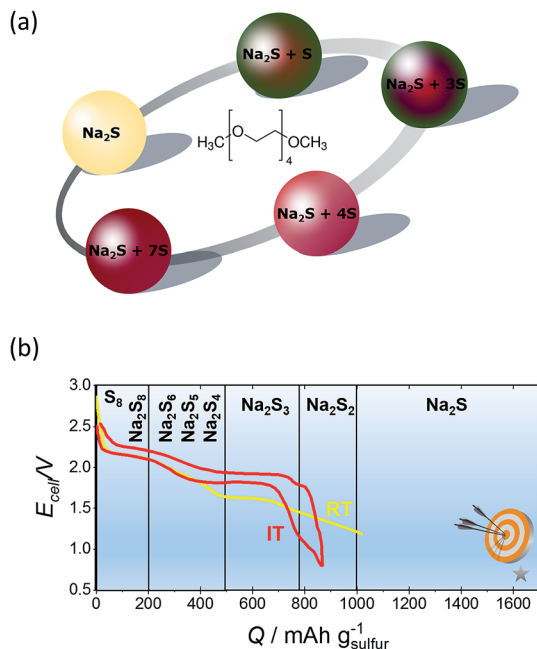 (a)
Na₂S + S
Na₂S + 3S
Na₂S
H₃C [ O ]₄ OCH₃
Na₂S + 4S
Na₂S + 7S
(b)
3.0
2.5
2.0
1.5
1.0
0.5
E_cell/V
S₈
Na₂S₈
Na₂S₆
Na₂S₅
Na₂S₄
Na₂S₃
Na₂S₂
Na₂S
RT
IT
0 200 400 600 800 1000 1200 1400 1600
Q / mAh g⁻¹_sulfur